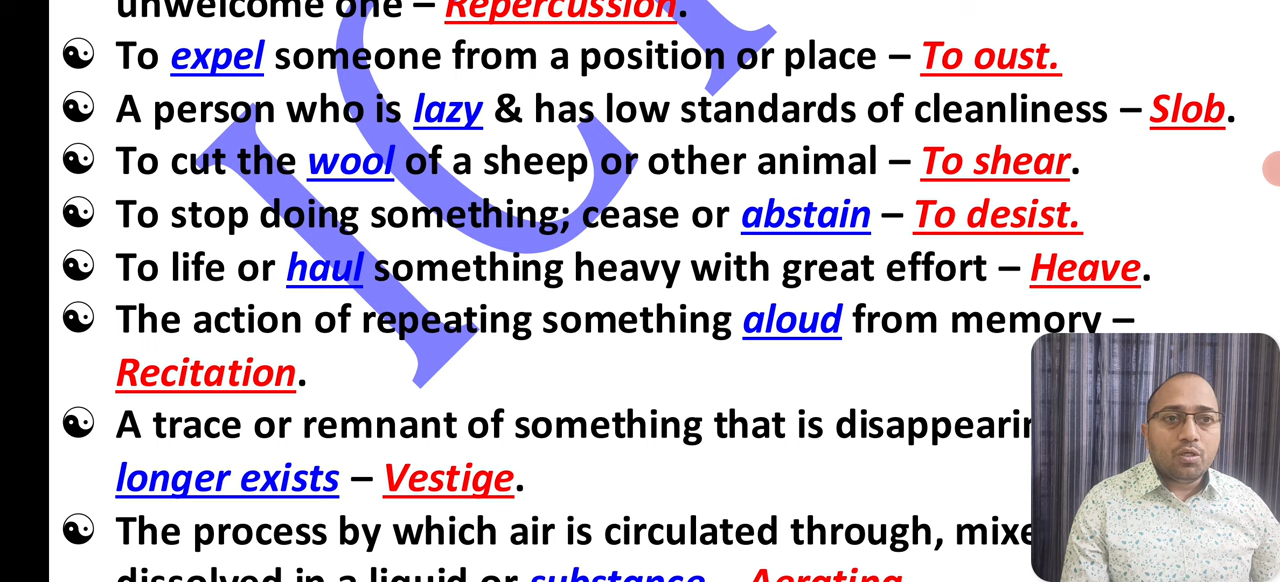 unwelcome one – Repercussion.
To expel someone from a position or place – To oust.
A person who is lazy & has low standards of cleanliness – Slob.
To cut the wool of a sheep or other animal – To shear.
To stop doing something; cease or abstain – To desist.
To life or haul something heavy with great effort – Heave.
The action of repeating something aloud from memory –
Recitation.
A trace or remnant of something that is
longer exists – Vestige.
The process by which air is circulated through,
dissolved in a liquid or substance – Aerating